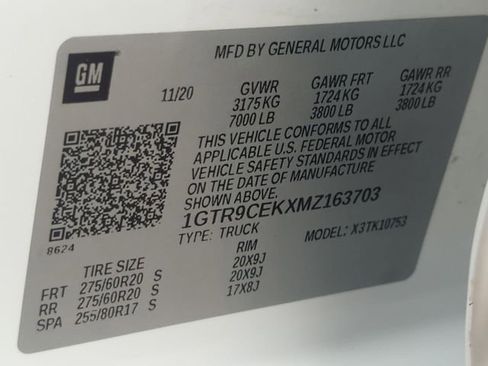 MFD BY GENERAL MOTORS LLC
GM
11/20 GVWR GAWR FRT GAWR RR
3175 KG 1724 KG 1724 KG
7000 LB 3800 LB 3800 LB
THIS VEHICLE CONFORMS TO ALL
APPLICABLE U.S. FEDERAL MOTOR
VEHICLE SAFETY STANDARDS IN EFFECT
ON THE DATE OF MANUFACTURE
SHOWN ABOVE.
1GTR9CEKXMZ163703
TYPE: TRUCK MODEL: X3TK10753
8624
TIRE SIZE RIM
FRT 275/60R20 S 20X9J
RR 275/60R20 S 20X9J
SPA 255/80R17 S 17X8J